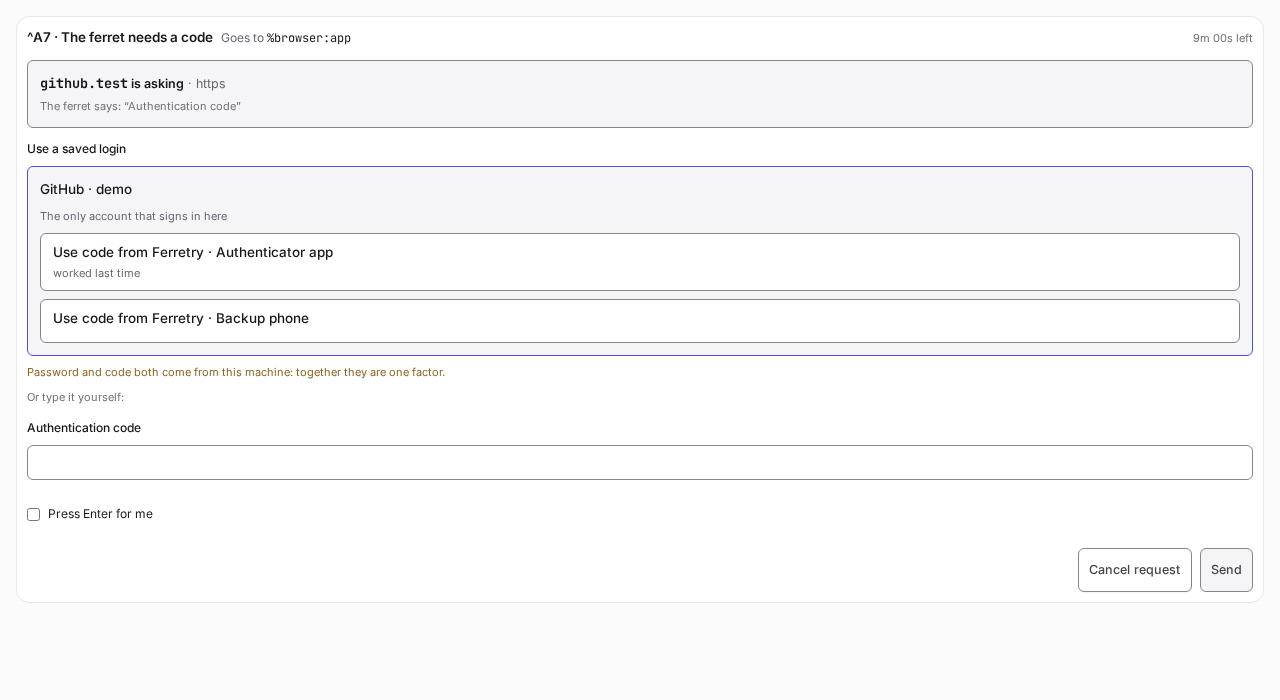 ^A7 · The ferret needs a code Goes to %browser:app 9m 00s left
github.test is asking · https
The ferret says: “Authentication code”
Use a saved login
GitHub · demo
The only account that signs in here
Use code from Ferretry · Authenticator app
worked last time
Use code from Ferretry · Backup phone
Password and code both come from this machine: together they are one factor.
Or type it yourself:
Authentication code
Press Enter for me
Cancel request Send